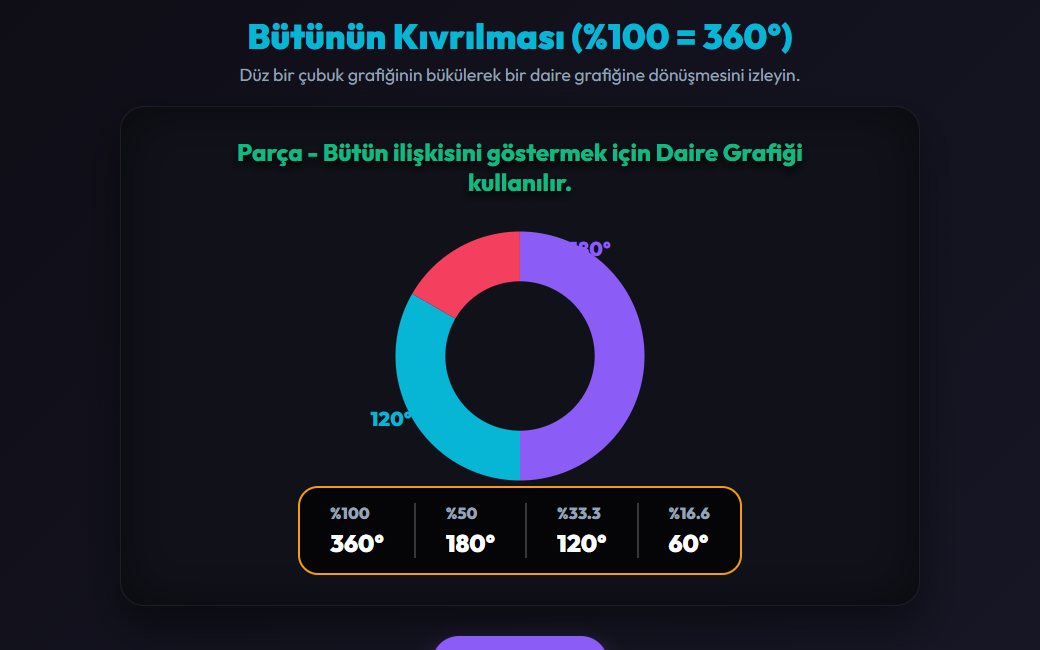 Bütünün Kıvrılması (%100 = 360°)
Düz bir çubuk grafiğinin bükülerek bir daire grafiğine dönüşmesini izleyin.
Parça - Bütün ilişkisini göstermek için Daire Grafiği
kullanılır.
120°
%100 %50 %33.3 %16.6
360° 180° 120° 60°